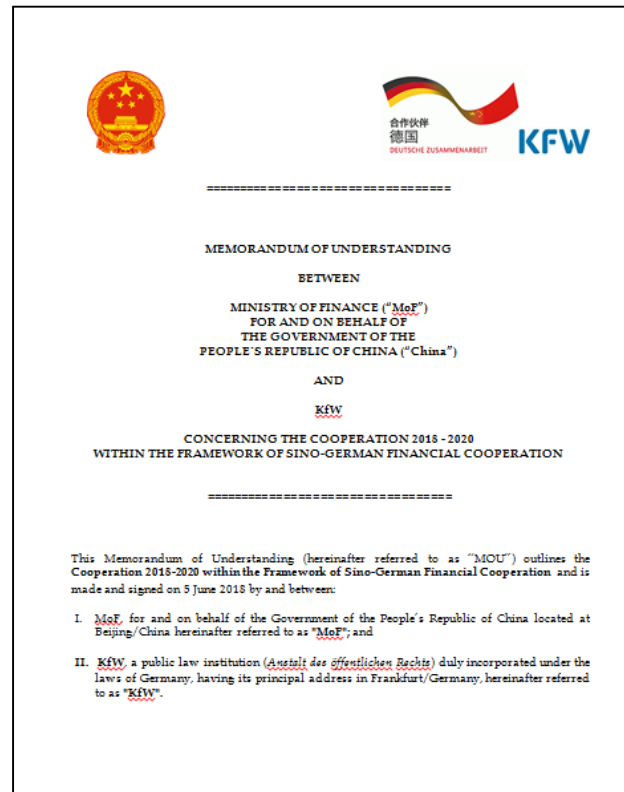 合作伙伴
德国
DEUTSCHE ZUSAMMENARBEIT
KFW
==================================
MEMORANDUM OF UNDERSTANDING
BETWEEN
MINISTRY OF FINANCE ("MoF")
FOR AND ON BEHALF OF
THE GOVERNMENT OF THE
PEOPLE'S REPUBLIC OF CHINA ("China")
AND
KfW
CONCERNING THE COOPERATION 2018 - 2020
WITHIN THE FRAMEWORK OF SINO-GERMAN FINANCIAL COOPERATION
==================================
This Memorandum of Understanding (hereinafter referred to as "MOU") outlines the
Cooperation 2018-2020 within the Framework of Sino-German Financial Cooperation and is
made and signed on 5 June 2018 by and between:
I. MoF, for and on behalf of the Government of the People's Republic of China located at
Beijing/China hereinafter referred to as "MoF"; and
II. KfW, a public law institution (Anstalt des öffentlichen Rechts) duly incorporated under the
laws of Germany, having its principal address in Frankfurt/Germany, hereinafter referred
to as "KfW".